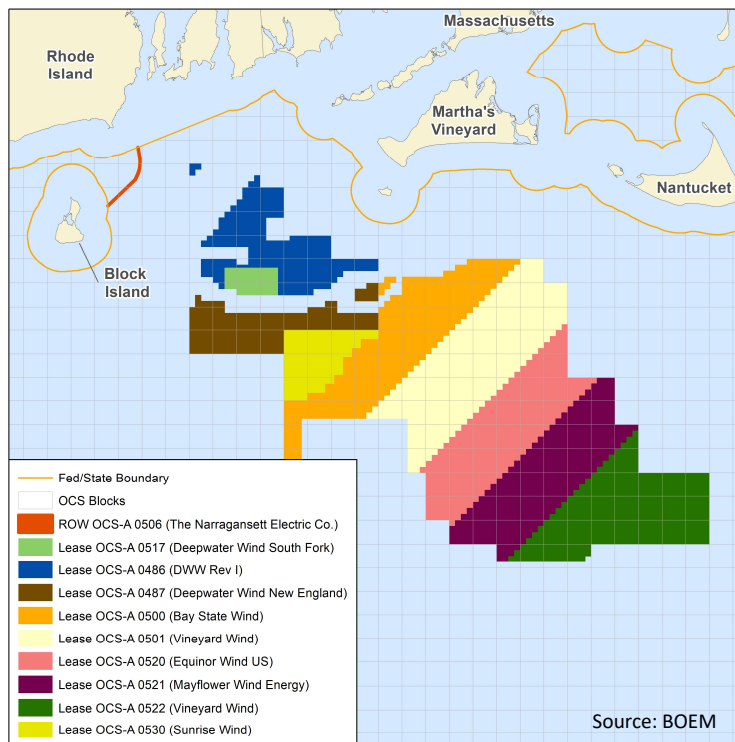 Massachusetts
Rhode
Island
Martha's
Vineyard
Nantucket
Block
Island
Fed/State Boundary
OCS Blocks
ROW OCS-A 0506 (The Narragansett Electric Co.)
Lease OCS-A 0517 (Deepwater Wind South Fork)
Lease OCS-A 0486 (DWW Rev I)
Lease OCS-A 0487 (Deepwater Wind New England)
Lease OCS-A 0500 (Bay State Wind)
Lease OCS-A 0501 (Vineyard Wind)
Lease OCS-A 0520 (Equinor Wind US)
Lease OCS-A 0521 (Mayflower Wind Energy)
Lease OCS-A 0522 (Vineyard Wind)
Lease OCS-A 0530 (Sunrise Wind)
Source: BOEM